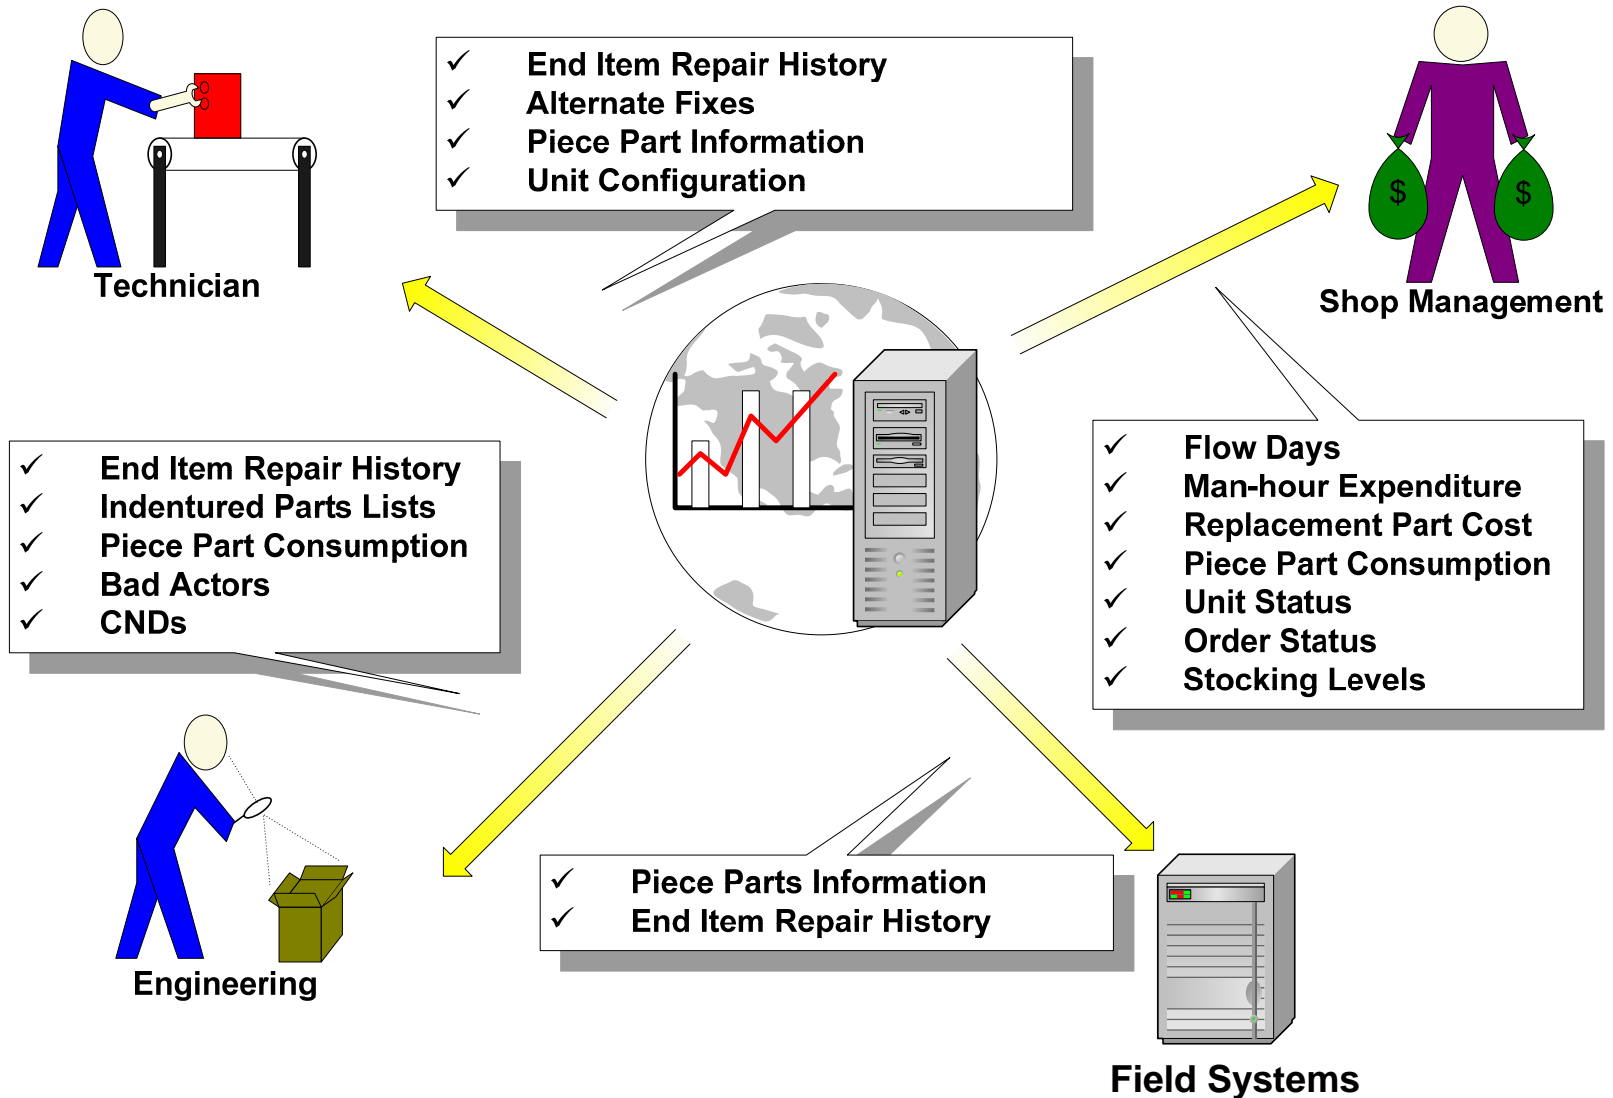 ✓ End Item Repair History
✓ Alternate Fixes
✓ Piece Part Information
✓ Unit Configuration
Technician
$ $
Shop Management
✓ End Item Repair History
✓ Indentured Parts Lists
✓ Piece Part Consumption
✓ Bad Actors
✓ CNDs
✓ Flow Days
✓ Man-hour Expenditure
✓ Replacement Part Cost
✓ Piece Part Consumption
✓ Unit Status
✓ Order Status
✓ Stocking Levels
✓ Piece Parts Information
✓ End Item Repair History
Engineering
Field Systems